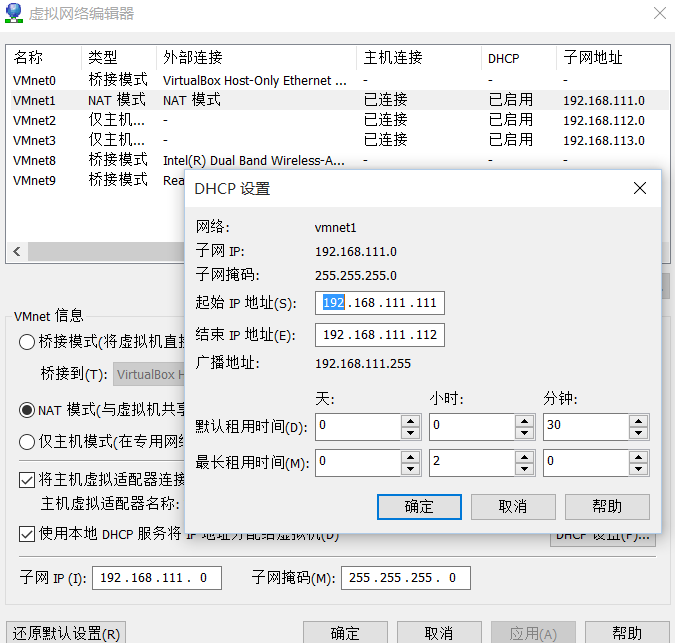 虚拟网络编辑器
名称 类型 外部连接 主机连接 DHCP 子网地址
VMnet0 桥接模式 VirtualBox Host-Only Ethernet ... - - -
VMnet1 NAT 模式 NAT 模式 已连接 已启用 192.168.111.0
VMnet2 仅主机... - 已连接 已启用 192.168.112.0
VMnet3 仅主机... - 已连接 已启用 192.168.113.0
VMnet8 桥接模式 Intel(R) Dual Band Wireless-A... - - -
VMnet9 桥接模式 Rea
DHCP 设置
网络: vmnet1
子网 IP: 192.168.111.0
子网掩码: 255.255.255.0
起始 IP 地址(S): 192.168.111.111
结束 IP 地址(E): 192.168.111.112
广播地址: 192.168.111.255
天: 小时: 分钟:
默认租用时间(D): 0 0 30
最长租用时间(M): 0 2 0
确定 取消 帮助
VMnet 信息
桥接模式(将虚拟机直接
桥接到(T): VirtualBox H
NAT 模式(与虚拟机共享
仅主机模式(在专用网络
将主机虚拟适配器连接
主机虚拟适配器名称:
使用本地 DHCP 服务将 IP 地址分配给虚拟机(D) DHCP 设置(P)...
子网 IP (I): 192.168.111. 0 子网掩码(M): 255.255.255. 0
还原默认设置(R) 确定 取消 应用(A) 帮助